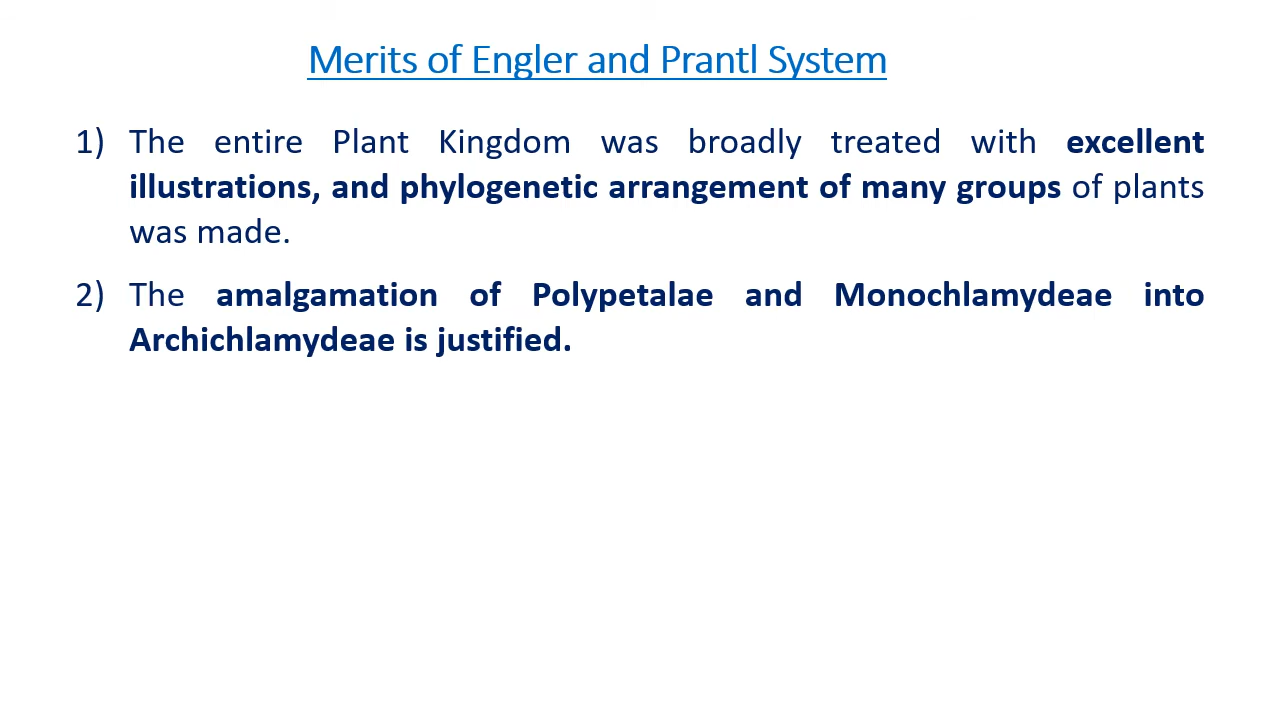 Merits of Engler and Prantl System
1) The entire Plant Kingdom was broadly treated with excellent
illustrations, and phylogenetic arrangement of many groups of plants
was made.
2) The amalgamation of Polypetalae and Monochlamydeae into
Archichlamydeae is justified.